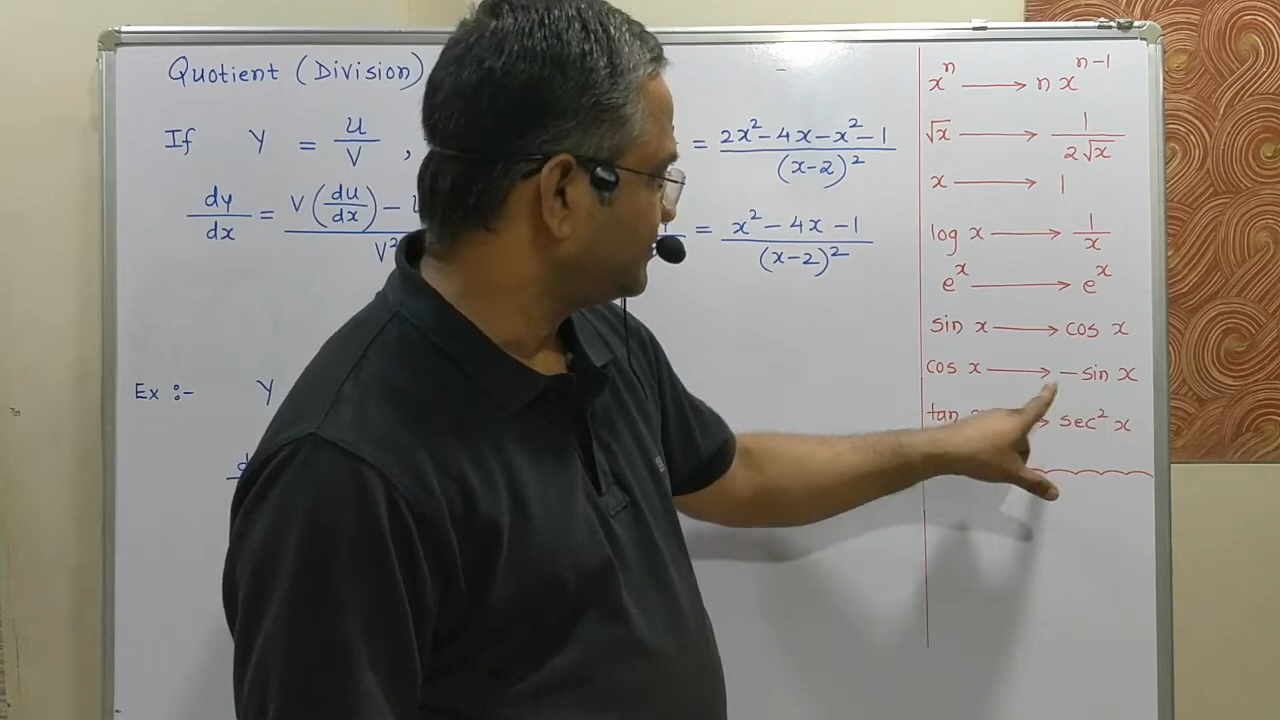 Quotient (Division)
If Y = u/v ,
dy/dx = v(du/dx) – u / v²
Ex :- Y
= 2x²–4x–x²–1 / (x–2)²
= x²–4x–1 / (x–2)²
xⁿ → n xⁿ⁻¹
√x → 1 / 2√x
x → 1
log x → 1/x
eˣ → eˣ
sin x → cos x
cos x → –sin x
tan → sec² x